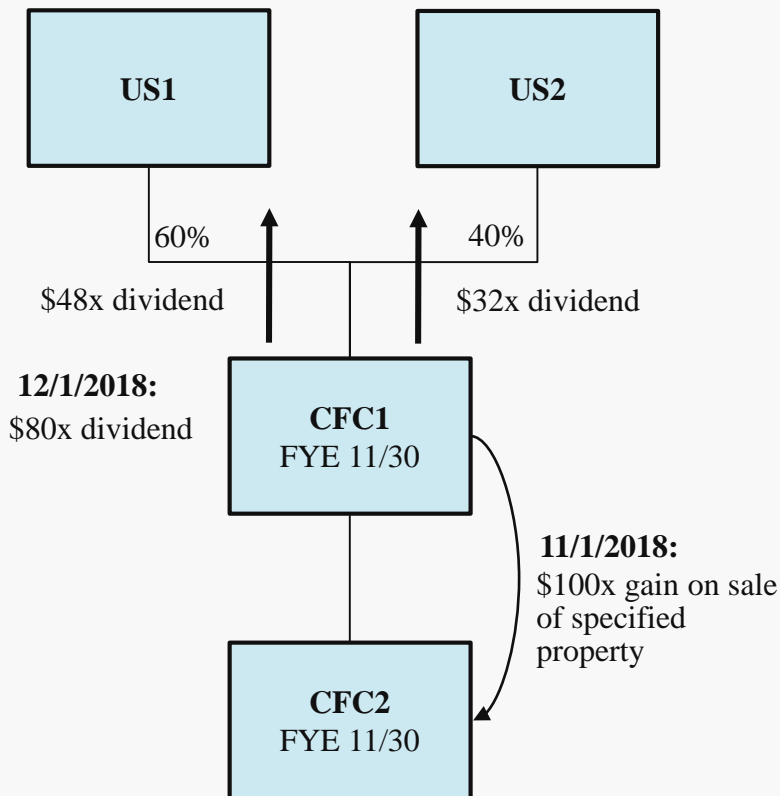 US1
US2
60%
40%
$48x dividend
$32x dividend
12/1/2018:
$80x dividend
CFC1
FYE 11/30
11/1/2018:
$100x gain on sale
of specified
property
CFC2
FYE 11/30